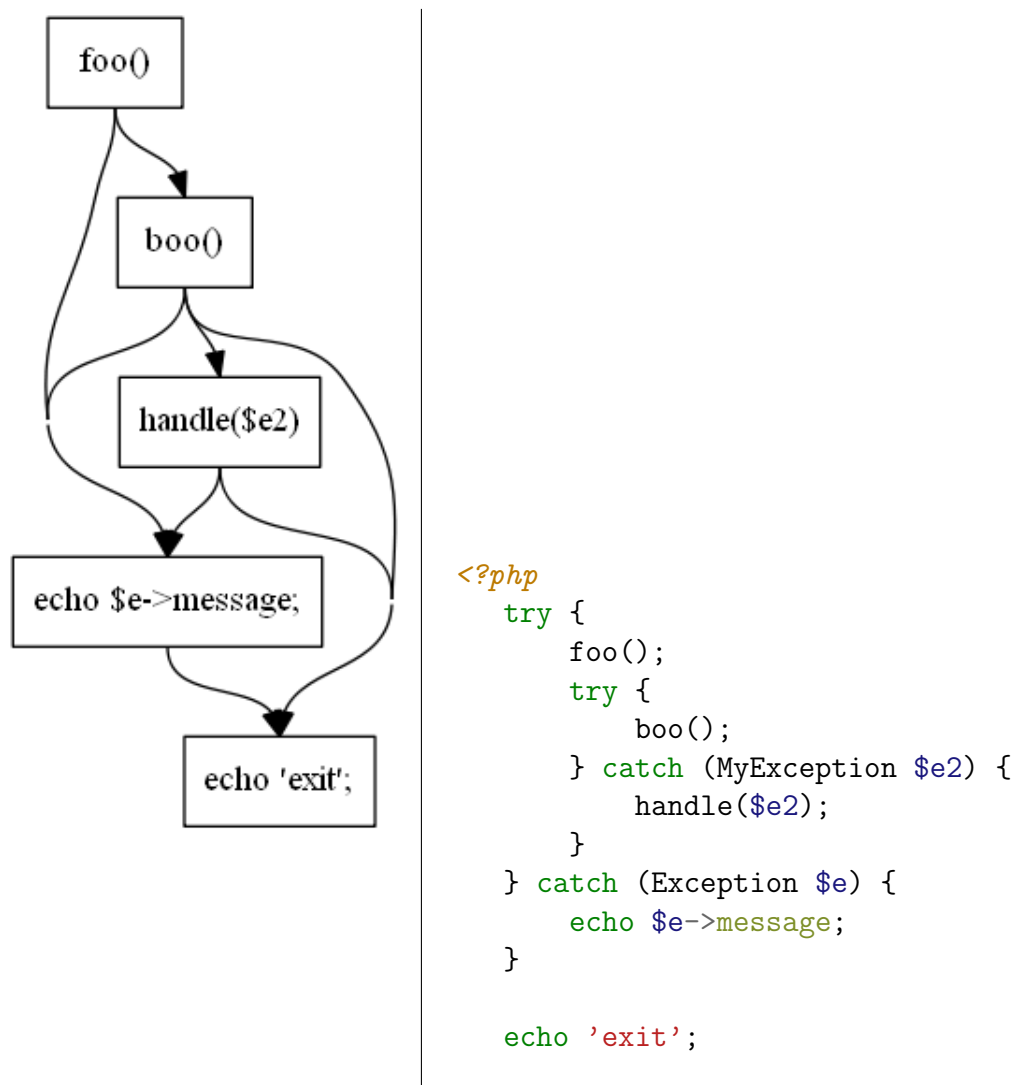 foo()
boo()
handle($e2)
echo $e->message;
echo 'exit';
<?php
try {
foo();
try {
boo();
} catch (MyException $e2) {
handle($e2);
}
} catch (Exception $e) {
echo $e->message;
}
echo ’exit’;